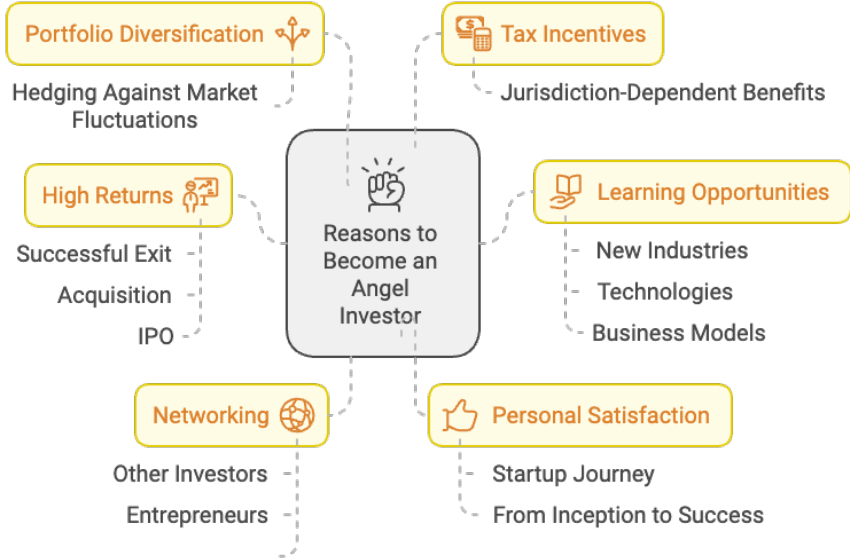 Portfolio Diversification
Hedging Against Market
Fluctuations
High Returns
Successful Exit
Acquisition
IPO
Networking
Other Investors
Entrepreneurs
Reasons to
Become an
Angel
Investor
Tax Incentives
Jurisdiction-Dependent Benefits
Learning Opportunities
New Industries
Technologies
Business Models
Personal Satisfaction
Startup Journey
From Inception to Success